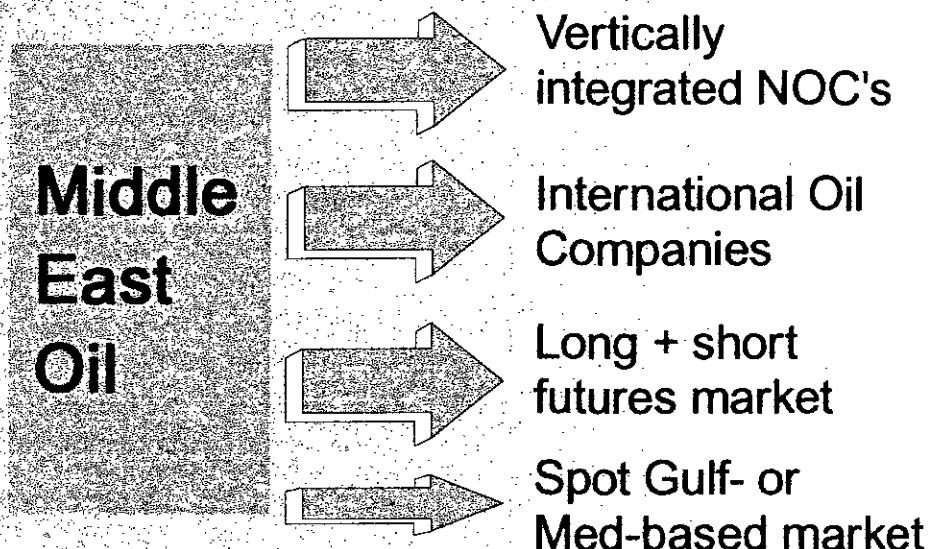 Middle
East
Oil
Vertically
integrated NOC's
International Oil
Companies
Long + short
futures market
Spot Gulf- or
Med-based market